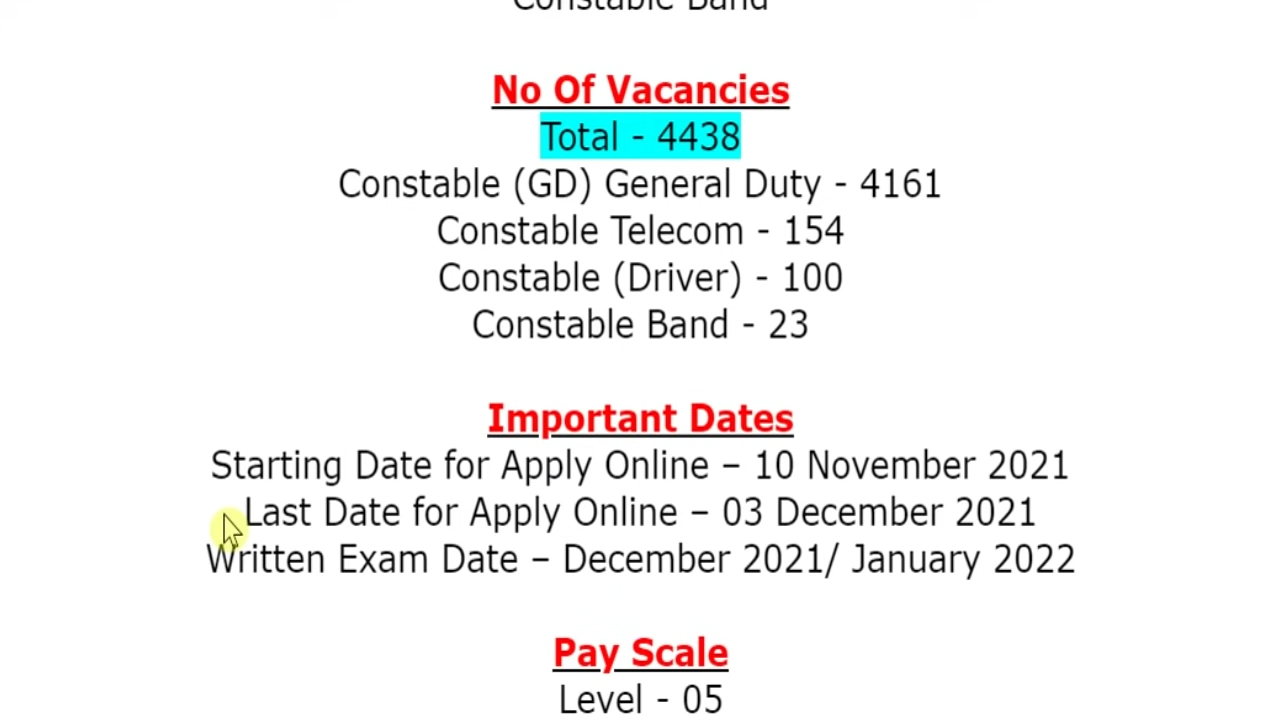 Constable Band
No Of Vacancies
Total - 4438
Constable (GD) General Duty - 4161
Constable Telecom - 154
Constable (Driver) - 100
Constable Band - 23
Important Dates
Starting Date for Apply Online – 10 November 2021
Last Date for Apply Online – 03 December 2021
Written Exam Date – December 2021/ January 2022
Pay Scale
Level - 05